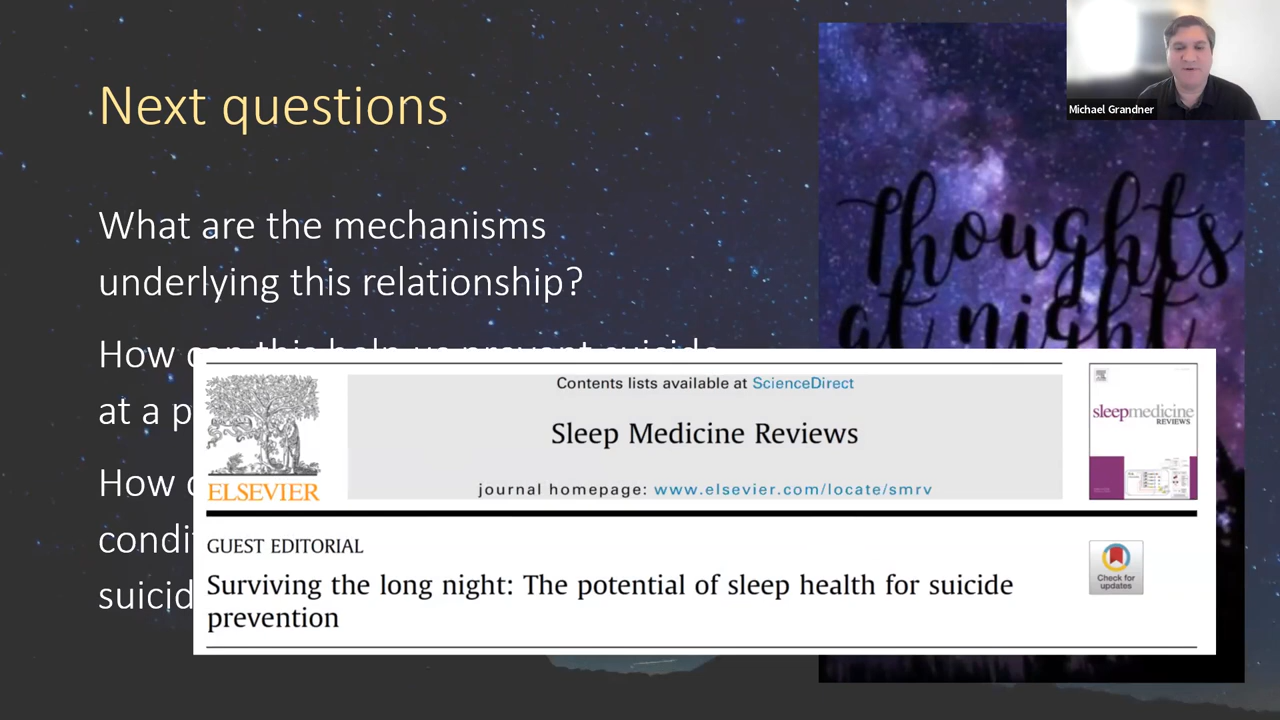 Next questions
What are the mechanisms
underlying this relationship?
How can this help us prevent suicide
at a p
How
condi
suicid
Thoughts
at night
Michael Grandner
Contents lists available at ScienceDirect
Sleep Medicine Reviews
journal homepage: www.elsevier.com/locate/smrv
ELSEVIER
sleepmedicine
REVIEWS
GUEST EDITORIAL
Surviving the long night: The potential of sleep health for suicide
prevention
Check for
updates